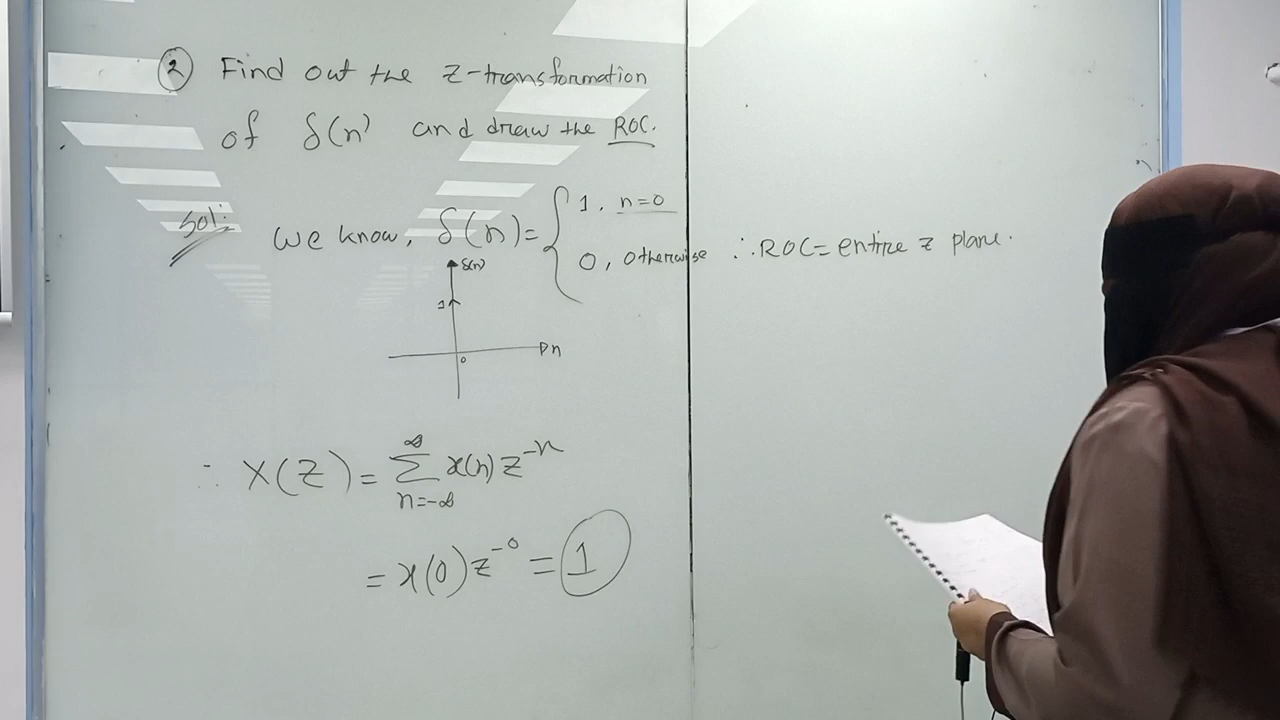 ② Find out the z-transformation
of δ(n) and draw the ROC.
Sol: We know, δ(n) = { 1, n=0
0, otherwise
∴ ROC = entire z plane.
δ(n)
1
0
n
∴ X(Z) = ∑ x(n) z^-n
∞
n=-∞
= x(0) z^-0 = 1